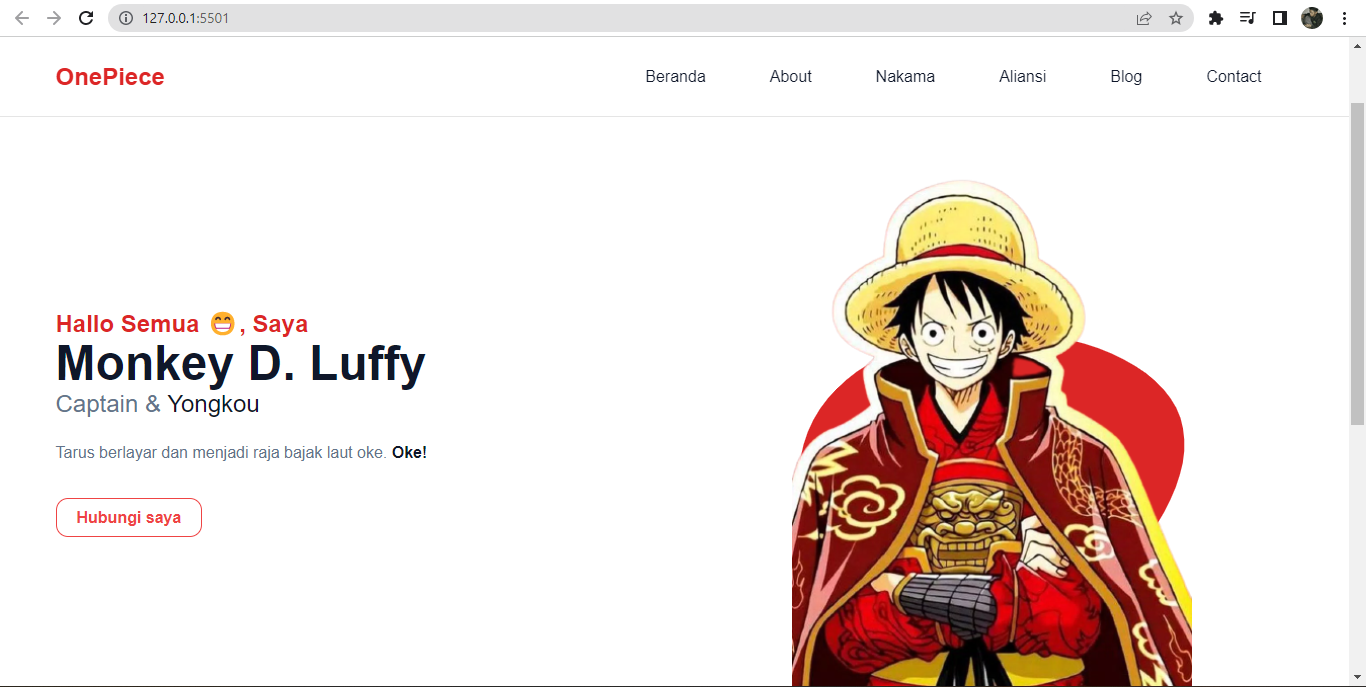 127.0.0.1:5501
OnePiece
Beranda About Nakama Aliansi Blog Contact
Hallo Semua 😁, Saya
Monkey D. Luffy
Captain & Yongkou
Tarus berlayar dan menjadi raja bajak laut oke. Oke!
Hubungi saya